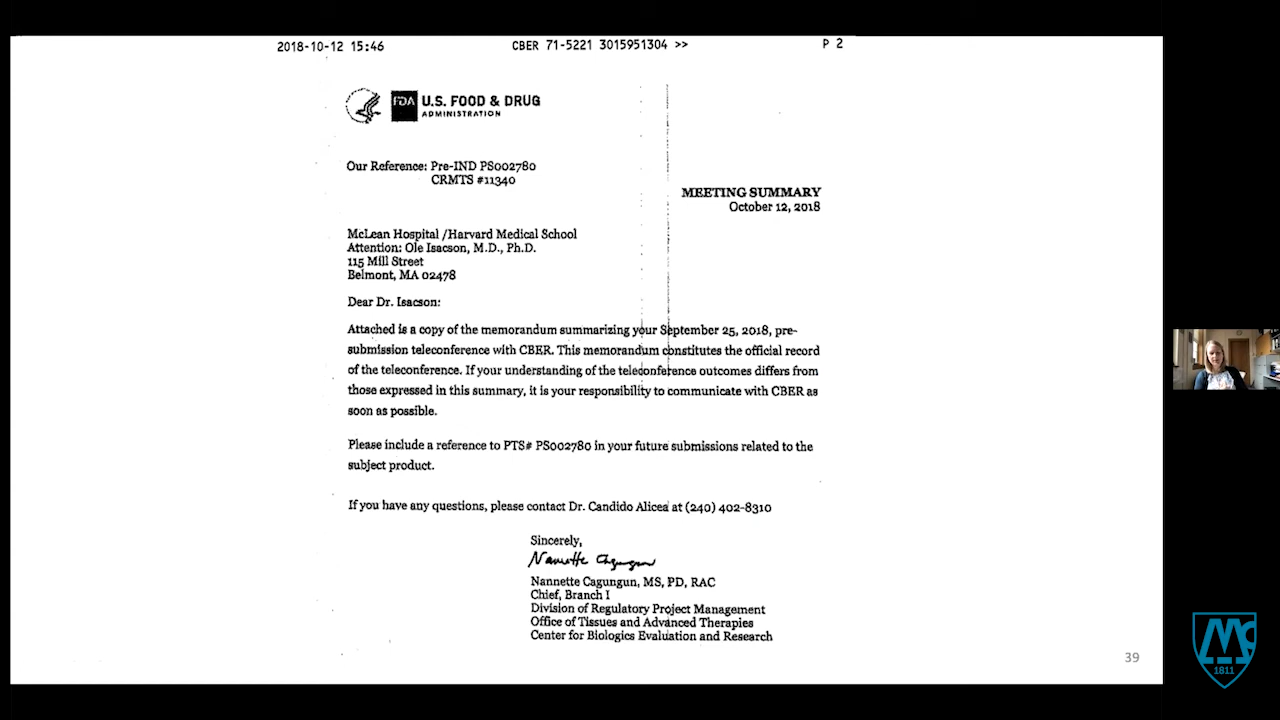 2018-10-12 15:46 CBER 71-5221 3015951304 >> P 2
FDA U.S. FOOD & DRUG
ADMINISTRATION
Our Reference: Pre-IND PS002780
CRMTS #11340
MEETING SUMMARY
October 12, 2018
McLean Hospital /Harvard Medical School
Attention: Ole Isacson, M.D., Ph.D.
115 Mill Street
Belmont, MA 02478
Dear Dr. Isacson:
Attached is a copy of the memorandum summarizing your September 25, 2018, pre-
submission teleconference with CBER. This memorandum constitutes the official record
of the teleconference. If your understanding of the teleconference outcomes differs from
those expressed in this summary, it is your responsibility to communicate with CBER as
soon as possible.
Please include a reference to PTS# PS002780 in your future submissions related to the
subject product.
If you have any questions, please contact Dr. Candido Alicea at (240) 402-8310
Sincerely,
Nannette Cagungun
Nannette Cagungun, MS, PD, RAC
Chief, Branch I
Division of Regulatory Project Management
Office of Tissues and Advanced Therapies
Center for Biologics Evaluation and Research
39
1811